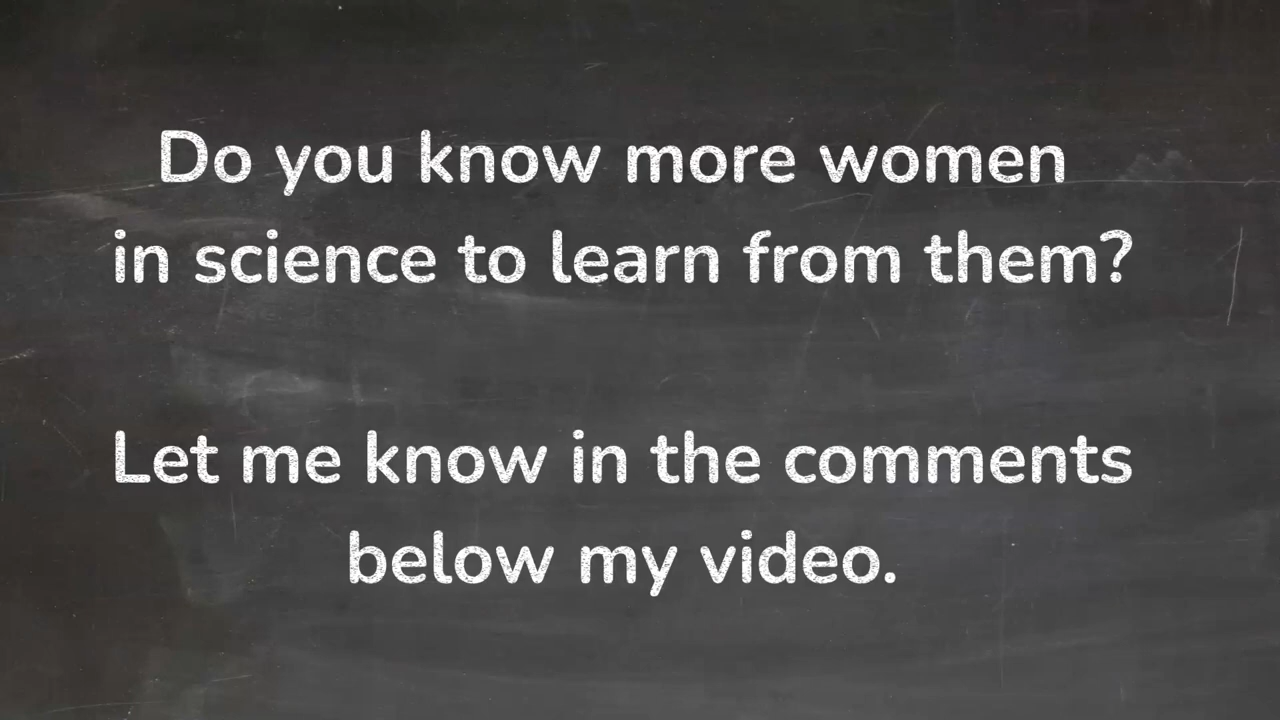 Do you know more women
in science to learn from them?
Let me know in the comments
below my video.